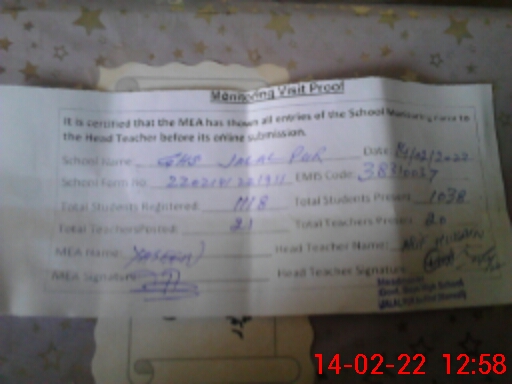 Monitoring Visit Proof
It is certified that the MEA has shown all entries of the School Monitoring Form to
the Head Teacher before its online submission.
School Name GHS JALAL PUR Date: 14/02/2022
School Form no EMIS Code: 38310037
Total Students Registered: 1118 Total Students Present 1038
Total Teachers Posted: 21 Total Teachers Present 20
MEA Name: YASEEN Head Teacher Name:
MEA Signature Head Teacher Signature
14-02-22 12:58